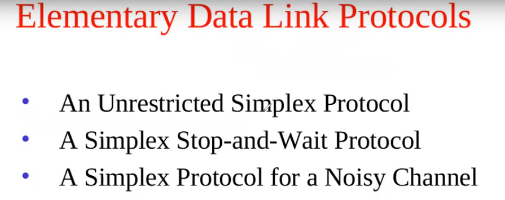 Elementary Data Link Protocols
• An Unrestricted Simplex Protocol
• A Simplex Stop-and-Wait Protocol
• A Simplex Protocol for a Noisy Channel